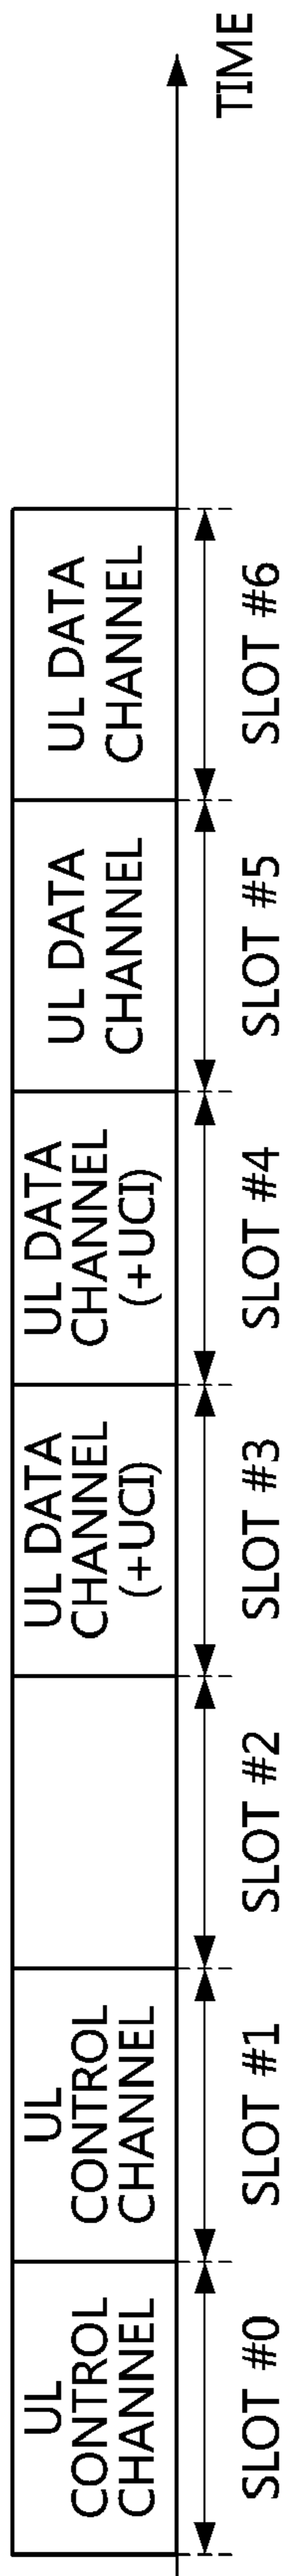 UL
CONTROL
CHANNEL
UL
CONTROL
CHANNEL
UL DATA
CHANNEL
(+UCI)
UL DATA
CHANNEL
(+UCI)
UL DATA
CHANNEL
UL DATA
CHANNEL
SLOT #0
SLOT #1
SLOT #2
SLOT #3
SLOT #4
SLOT #5
SLOT #6
TIME